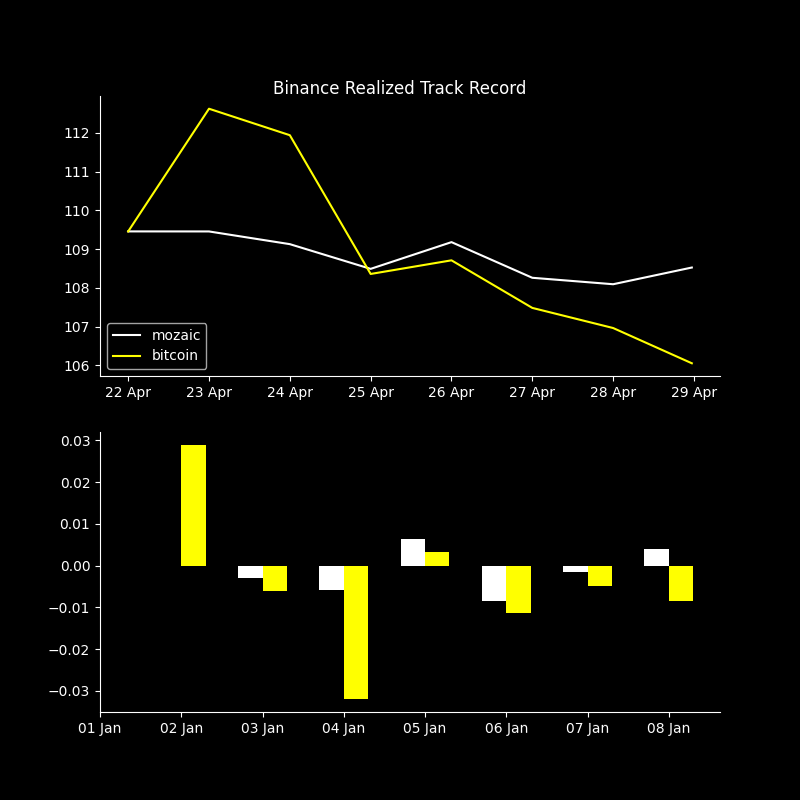 Binance Realized Track Record
112
111
110
109
108
107
106
mozaic
bitcoin
22 Apr 23 Apr 24 Apr 25 Apr 26 Apr 27 Apr 28 Apr 29 Apr
0.03
0.02
0.01
0.00
−0.01
−0.02
−0.03
01 Jan 02 Jan 03 Jan 04 Jan 05 Jan 06 Jan 07 Jan 08 Jan